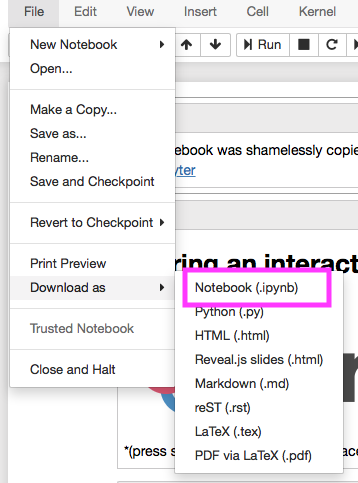 File Edit View Insert Cell Kernel
New Notebook
Run
Open...
Make a Copy...
Save as...
ebook was shamelessly copie
Rename...
yter
Save and Checkpoint
Revert to Checkpoint
Print Preview
ring an interact
Download as
Notebook (.ipynb)
Python (.py)
Trusted Notebook
HTML (.html)
Reveal.js slides (.html)
Close and Halt
Markdown (.md)
reST (.rst)
LaTeX (.tex)
*(press s
ace
PDF via LaTeX (.pdf)